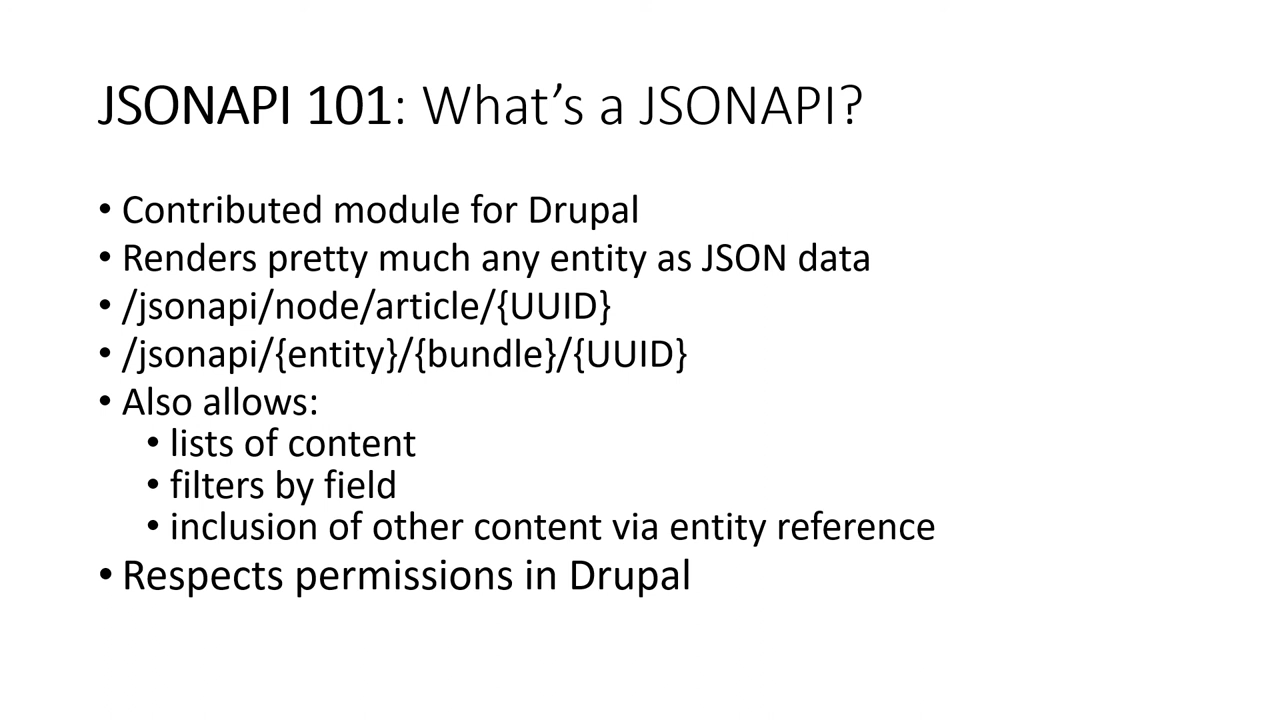 JSONAPI 101: What’s a JSONAPI?
• Contributed module for Drupal
• Renders pretty much any entity as JSON data
• /jsonapi/node/article/{UUID}
• /jsonapi/{entity}/{bundle}/{UUID}
• Also allows:
• lists of content
• filters by field
• inclusion of other content via entity reference
• Respects permissions in Drupal